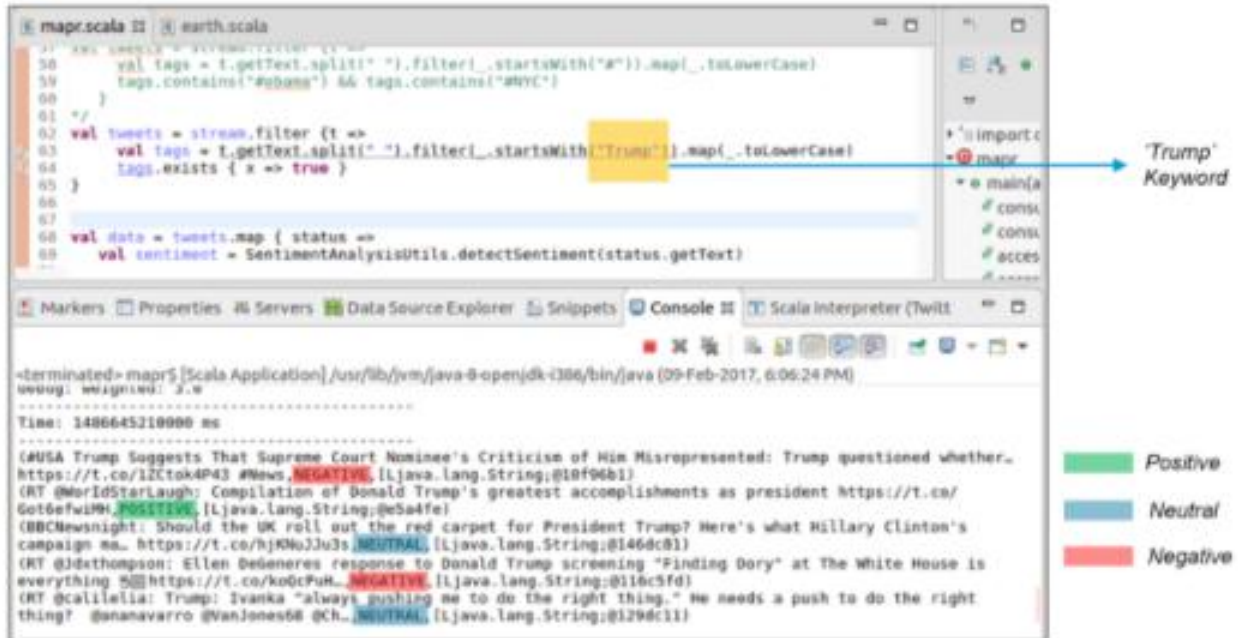 mapr.scala earth.scala
58 val tags = t.getText.split(" ").filter(_.startsWith("#")).map(_.toLowerCase)
59 tags.contains("#obama") && tags.contains("#NYC")
60 }
61 */
62 val tweets = stream.filter {t =>
63 val tags = t.getText.split(" ").filter(_.startsWith("Trump")).map(_.toLowerCase)
64 tags.exists { x => true }
65 }
66
67
68 val data = tweets.map { status =>
69 val sentiment = SentimentAnalysisUtils.detectSentiment(status.getText)
import
mapr
main(a
consu
consu
acces
'Trump'
Keyword
Markers Properties Servers Data Source Explorer Snippets Console Scala Interpreter (Twitt
<terminated> mapr$ [Scala Application] /usr/lib/jvm/java-8-openjdk-i386/bin/java (09-Feb-2017, 6:06:24 PM)
debug: weighted: 3.0
-------------------------------------------
Time: 1486645210000 ms
-------------------------------------------
(#USA Trump Suggests That Supreme Court Nominee's Criticism of Him Misrepresented: Trump questioned whether…
https://t.co/1ZCtok4P43 #News,NEGATIVE,[Ljava.lang.String;@10f96b1)
(RT @WorIdStarLaugh: Compilation of Donald Trump's greatest accomplishments as president https://t.co/
Got6efwiMH,POSITIVE,[Ljava.lang.String;@e5a4fe)
(BBCNewsnight: Should the UK roll out the red carpet for President Trump? Here's what Hillary Clinton's
campaign ma… https://t.co/hjKNuJJu3s,NEUTRAL,[Ljava.lang.String;@146dc81)
(RT @Jdxthompson: Ellen DeGeneres response to Donald Trump screening "Finding Dory" at The White House is
everything https://t.co/koGcPuH…,NEGATIVE,[Ljava.lang.String;@116c5fd)
(RT @calilelia: Trump: Ivanka "always pushing me to do the right thing." He needs a push to do the right
thing? @ananavarro @VanJones68 @Ch…,NEUTRAL,[Ljava.lang.String;@1298c11)
Positive
Neutral
Negative